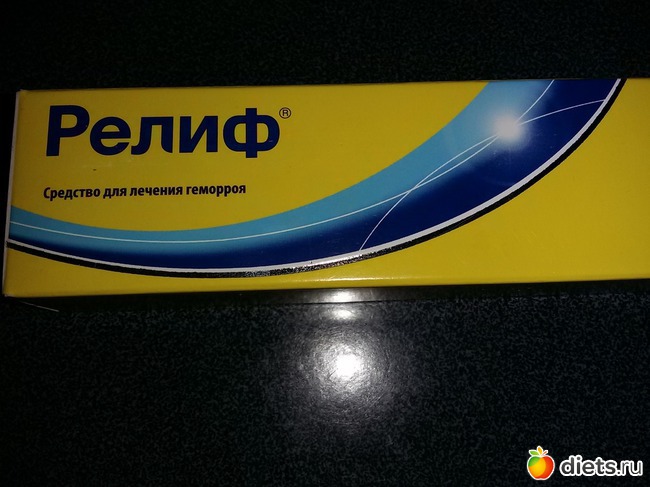 Релиф®
Средство для лечения геморроя
diets.ru